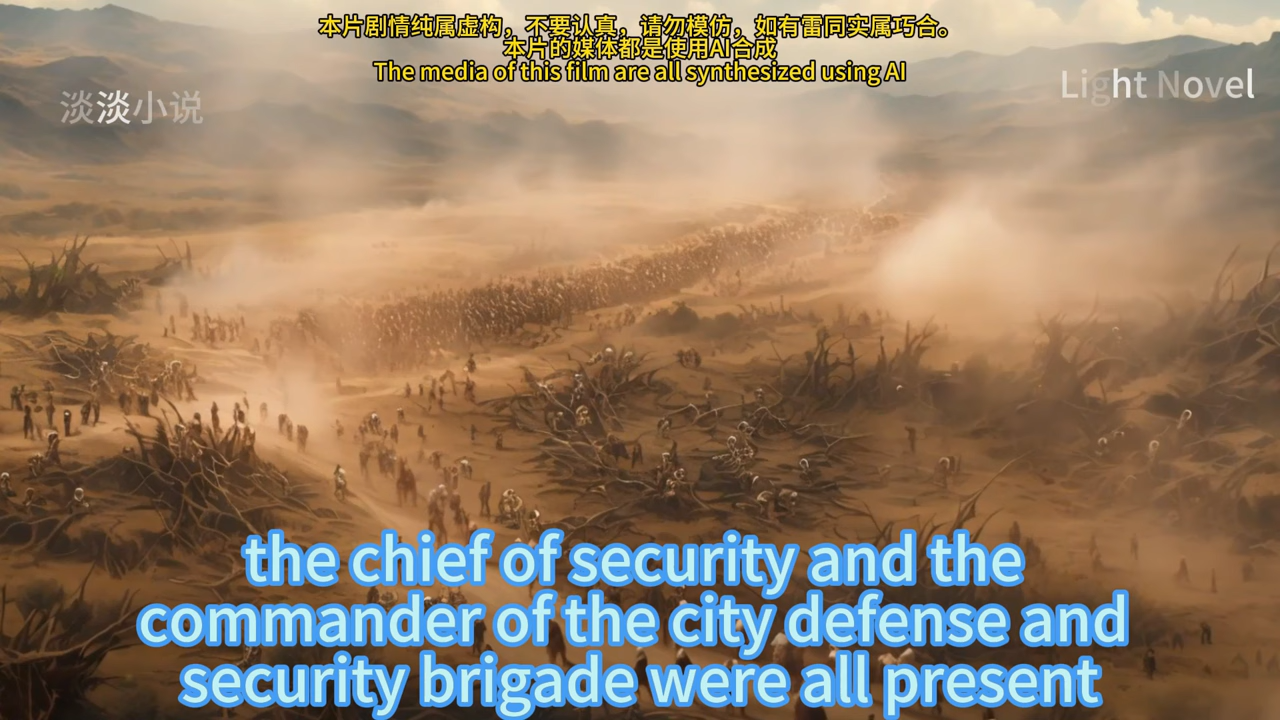 本片剧情纯属虚构，不要认真，请勿模仿，如有雷同实属巧合。
本片的媒体都是使用AI合成
The media of this film are all synthesized using AI
淡淡小说
Light Novel
the chief of security and the
commander of the city defense and
security brigade were all present